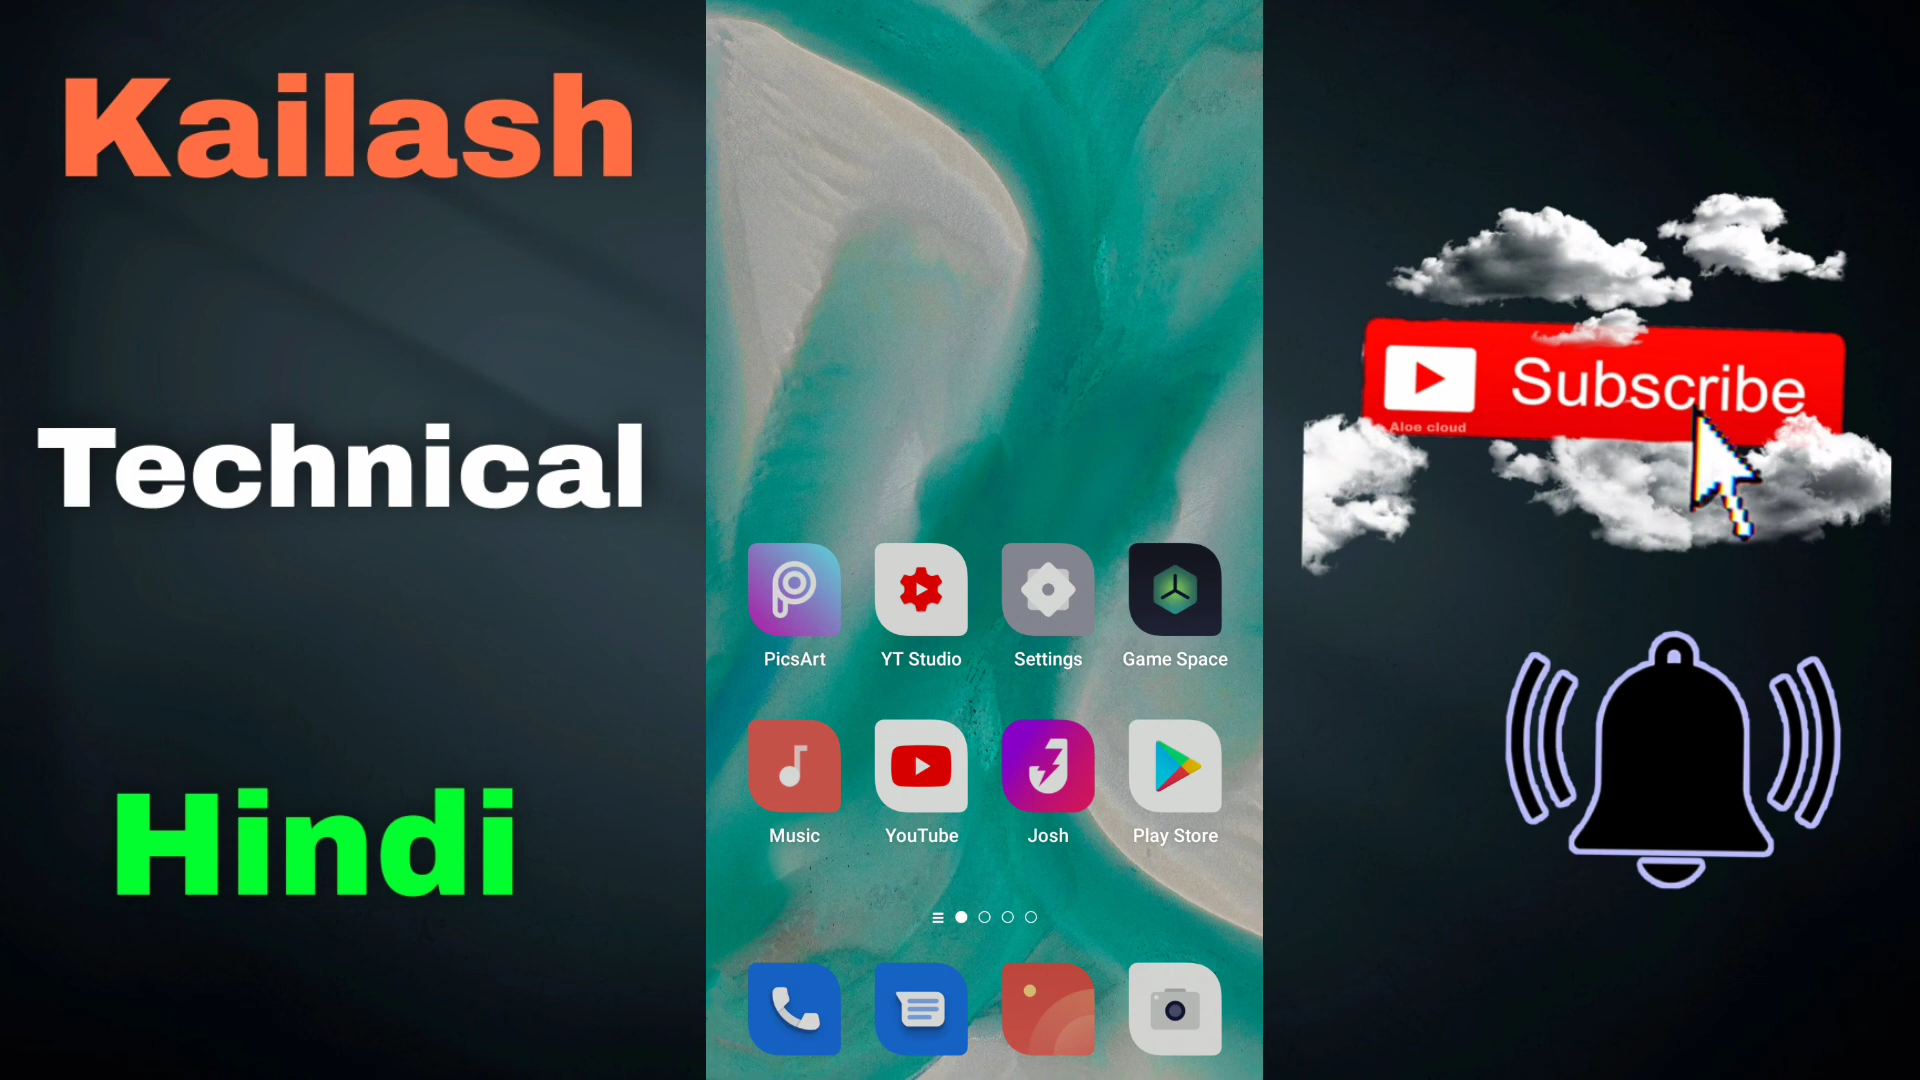 Kailash
Technical
Hindi
PicsArt
YT Studio
Settings
Game Space
Music
YouTube
Josh
Play Store
Subscribe
Aloe cloud